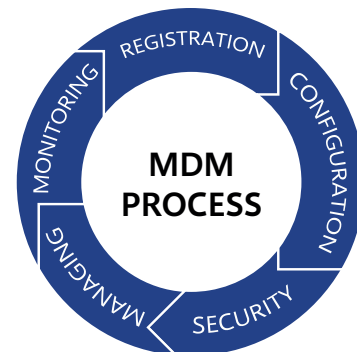 REGISTRATION
CONFIGURATION
SECURITY
MANAGING
MONITORING
MDM
PROCESS